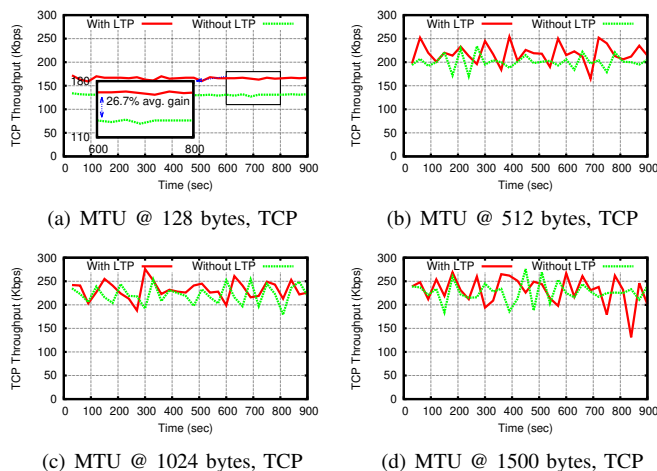 With LTP Without LTP
TCP Throughput (Kbps)
300
250
200
150
100
50
0
180
26.7% avg. gain
110
600 800
0 100 200 300 400 500 600 700 800 900
Time (sec)
(a) MTU @ 128 bytes, TCP
With LTP Without LTP
TCP Throughput (Kbps)
300
250
200
150
100
50
0
0 100 200 300 400 500 600 700 800 900
Time (sec)
(b) MTU @ 512 bytes, TCP
With LTP Without LTP
TCP Throughput (Kbps)
300
250
200
150
100
50
0
0 100 200 300 400 500 600 700 800 900
Time (sec)
(c) MTU @ 1024 bytes, TCP
With LTP Without LTP
TCP Throughput (Kbps)
300
250
200
150
100
50
0
0 100 200 300 400 500 600 700 800 900
Time (sec)
(d) MTU @ 1500 bytes, TCP